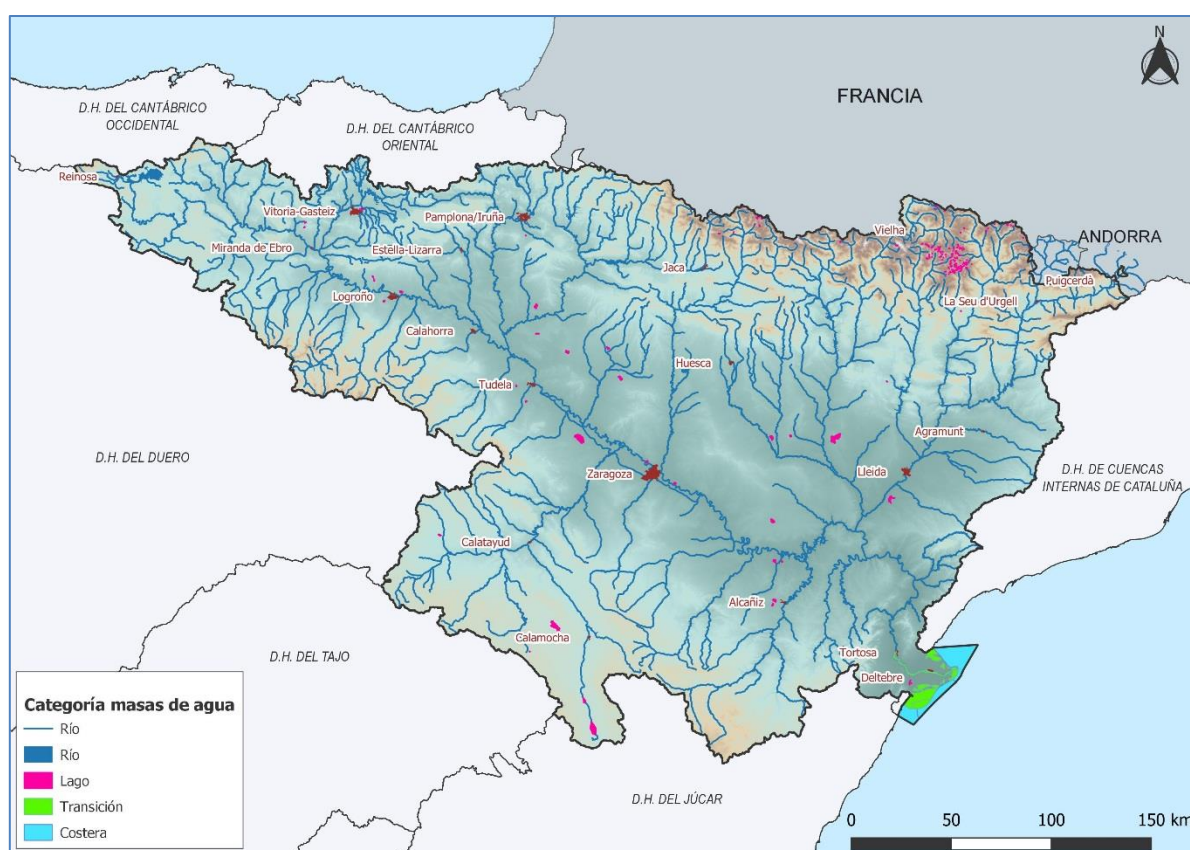 N
FRANCIA
D.H. DEL CANTÁBRICO
OCCIDENTAL
D.H. DEL CANTÁBRICO
ORIENTAL
Reinosa
Vitoria-Gasteiz
Pamplona/Iruña
Vielha
ANDORRA
Miranda de Ebro
Estella-Lizarra
Jaca
Puigcerdà
La Seu d'Urgell
Logroño
Calahorra
Huesca
Tudela
Agramunt
D.H. DEL DUERO
Zaragoza
Lleida
D.H. DE CUENCAS
INTERNAS DE CATALUÑA
Calatayud
Alcañiz
Calamocha
D.H. DEL TAJO
Tortosa
Deltebre
Categoría masas de agua
Río
Río
Lago
Transición
Costera
D.H. DEL JÚCAR
0 50 100 150 km